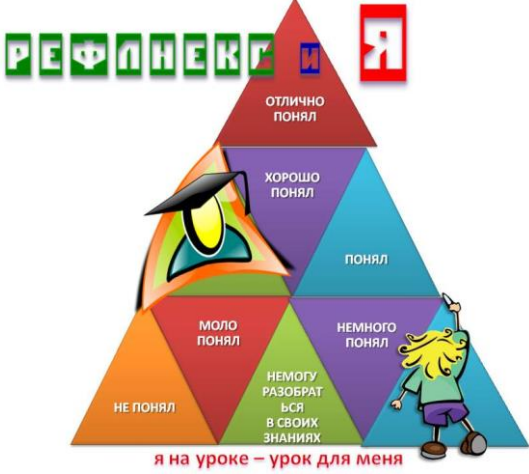 РЕФЛНЕКС и Я
ОТЛИЧНО
ПОНЯЛ
ХОРОШО
ПОНЯЛ
ПОНЯЛ
МОЛО
ПОНЯЛ
НЕМНОГО
ПОНЯЛ
НЕ ПОНЯЛ
НЕМОГУ
РАЗОБРАТ
ЬСЯ
В СВОИХ
ЗНАНИЯХ
я на уроке – урок для меня